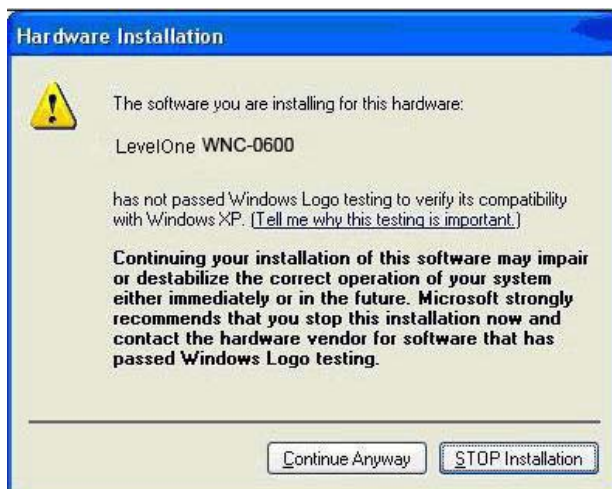 Hardware Installation
The software you are installing for this hardware:
LevelOne WNC-0600
has not passed Windows Logo testing to verify its compatibility
with Windows XP. (Tell me why this testing is important.)
Continuing your installation of this software may impair
or destabilize the correct operation of your system
either immediately or in the future. Microsoft strongly
recommends that you stop this installation now and
contact the hardware vendor for software that has
passed Windows Logo testing.
Continue Anyway
STOP Installation